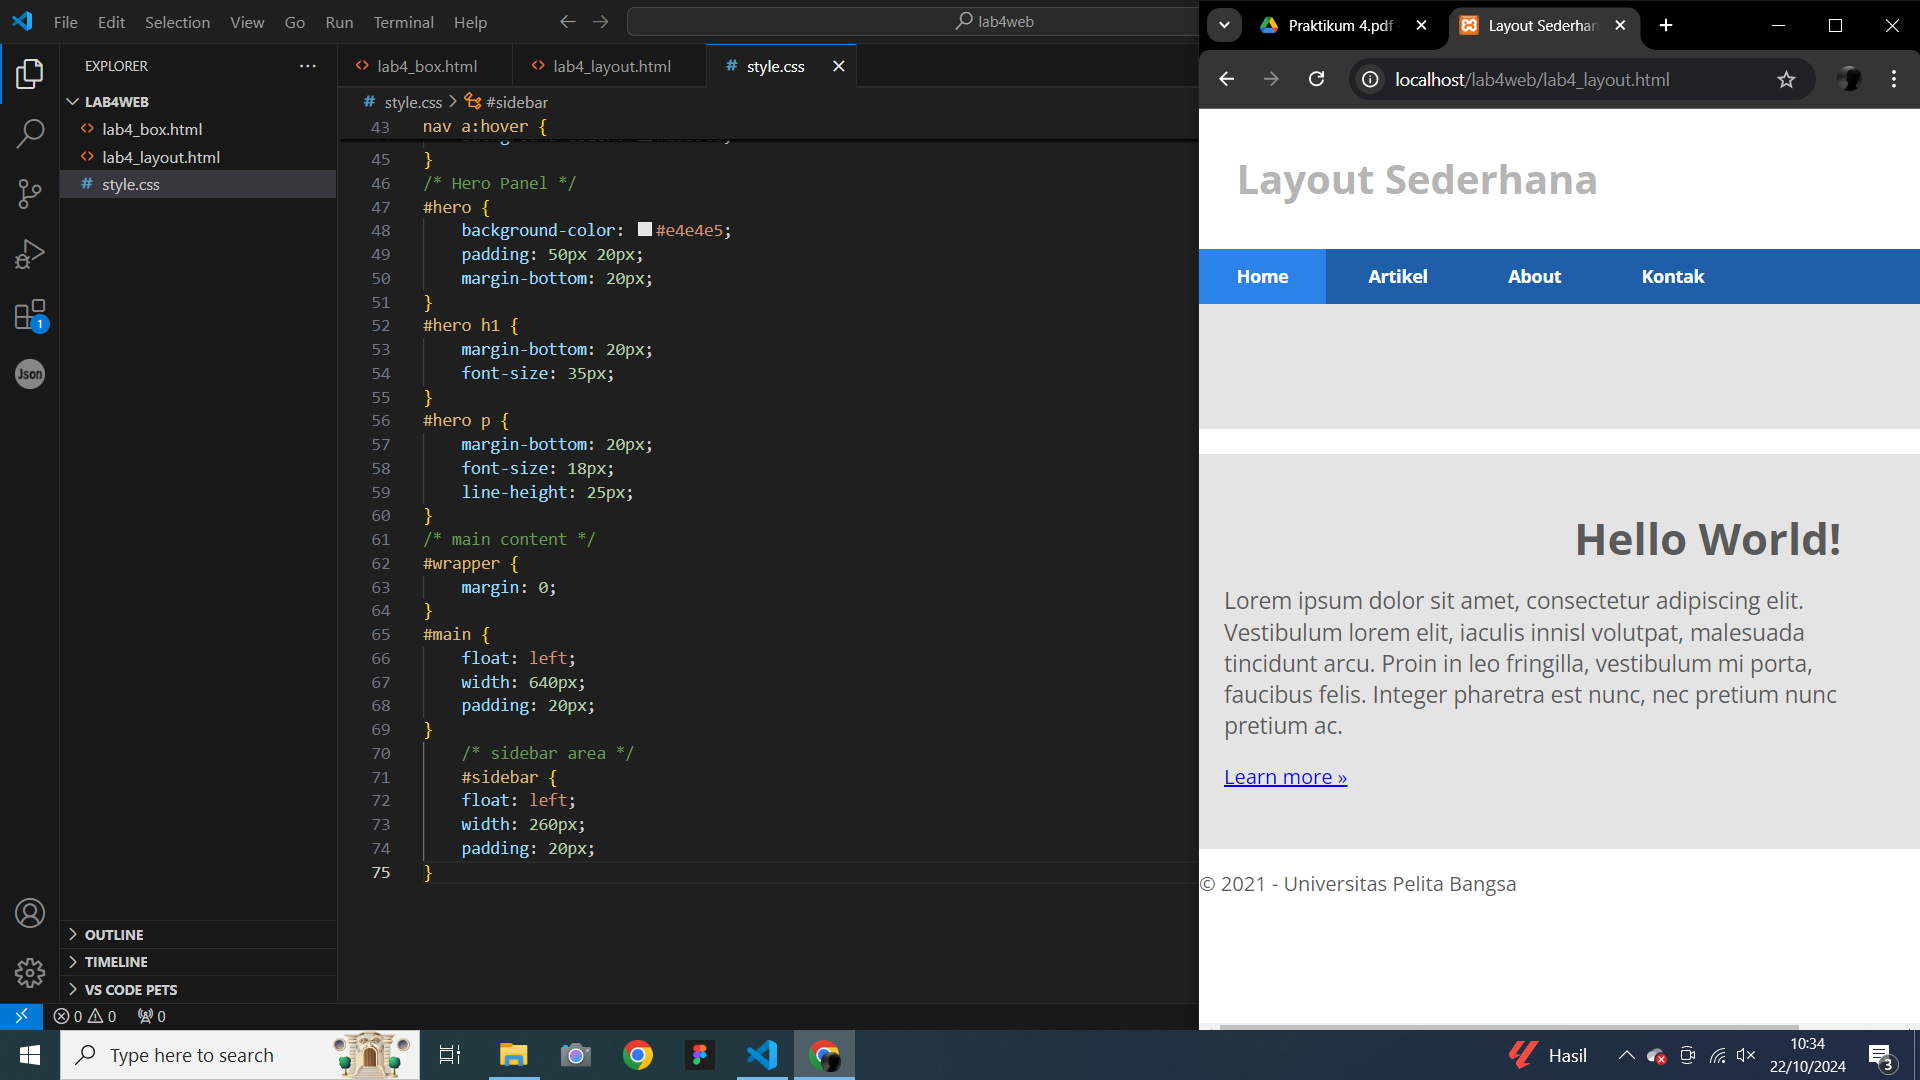 File Edit Selection View Go Run Terminal Help
lab4web
EXPLORER
LAB4WEB
lab4_box.html
lab4_layout.html
style.css
OUTLINE
TIMELINE
VS CODE PETS
1
Json
lab4_box.html
lab4_layout.html
style.css
style.css > #sidebar
43 nav a:hover {
45 }
46 /* Hero Panel */
47 #hero {
48 background-color: #e4e4e5;
49 padding: 50px 20px;
50 margin-bottom: 20px;
51 }
52 #hero h1 {
53 margin-bottom: 20px;
54 font-size: 35px;
55 }
56 #hero p {
57 margin-bottom: 20px;
58 font-size: 18px;
59 line-height: 25px;
60 }
61 /* main content */
62 #wrapper {
63 margin: 0;
64 }
65 #main {
66 float: left;
67 width: 640px;
68 padding: 20px;
69 }
70 /* sidebar area */
71 #sidebar {
72 float: left;
73 width: 260px;
74 padding: 20px;
75 }
0 0 0
Praktikum 4.pdf
Layout Sederhan
localhost/lab4web/lab4_layout.html
Layout Sederhana
Home Artikel About Kontak
Hello World!
Lorem ipsum dolor sit amet, consectetur adipiscing elit.
Vestibulum lorem elit, iaculis innisl volutpat, malesuada
tincidunt arcu. Proin in leo fringilla, vestibulum mi porta,
faucibus felis. Integer pharetra est nunc, nec pretium nunc
pretium ac.
Learn more »
© 2021 - Universitas Pelita Bangsa
Type here to search
Hasil
10:34
22/10/2024
3